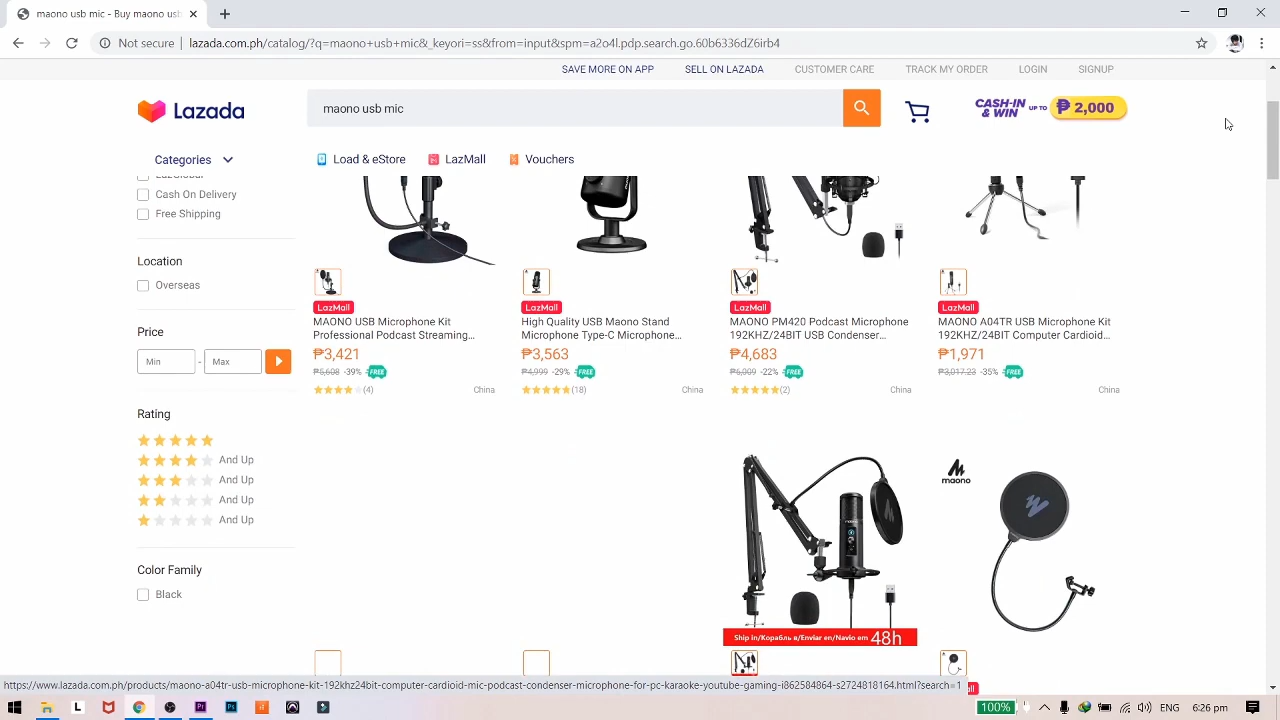 maono usb mic - Buy maono usb m
Not secure | lazada.com.ph/catalog/?q=maono+usb+mic&_keyori=ss&from=input&spm=a2o4l.pdp.search.go.60b6336dZ6irb4
SAVE MORE ON APP SELL ON LAZADA CUSTOMER CARE TRACK MY ORDER LOGIN SIGNUP
Lazada
maono usb mic
CASH-IN & WIN UP TO ₱ 2,000
Categories
Load & eStore LazMall Vouchers
LazGlobal
Cash On Delivery
Free Shipping
Location
Overseas
Price
Min - Max
Rating
And Up
And Up
And Up
And Up
Color Family
Black
LazMall
MAONO USB Microphone Kit
Professional Podcast Streaming...
₱3,421
₱5,608 -39% FREE
(4) China
LazMall
High Quality USB Maono Stand
Microphone Type-C Microphone...
₱3,563
₱4,999 -29% FREE
(18) China
LazMall
MAONO PM420 Podcast Microphone
192KHZ/24BIT USB Condenser...
₱4,683
₱6,009 -22% FREE
(2) China
LazMall
MAONO A04TR USB Microphone Kit
192KHZ/24BIT Computer Cardioid...
₱1,971
₱3,017.23 -35% FREE
China
maono
Ship in/Корабль в/Enviar en/Navio em 48h
https://www.lazada.com.ph/products/maono-a04tr-usb-microphone-kit-192khz24bit-computer-cardioid-mic-podcast-condenser-microphone-for-pc-karaoke-youtube-gaming-i862584864-s2724818164.html?search=1
100% ENG 6:26 pm